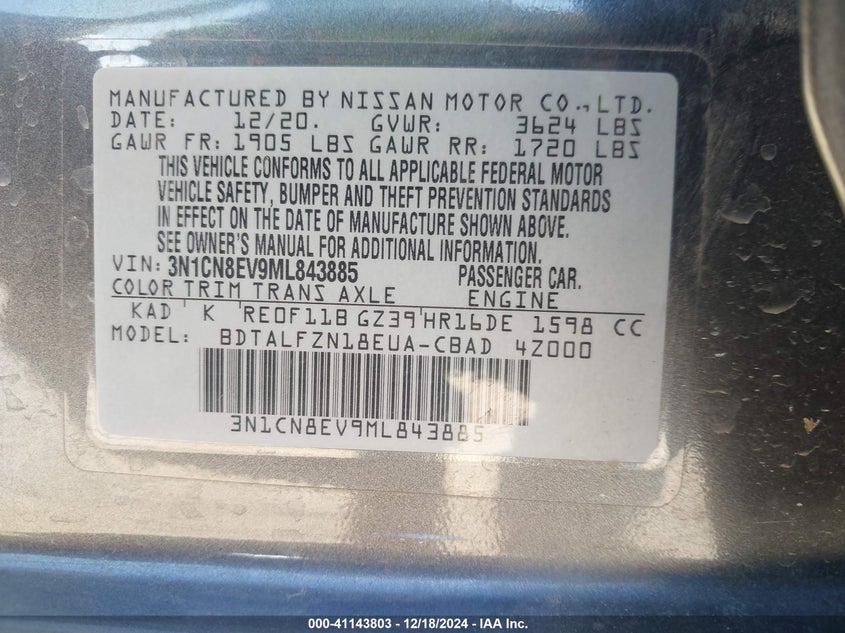 MANUFACTURED BY NISSAN MOTOR CO., LTD.
DATE: 12/20. GVWR: 3624 LBS
GAWR FR: 1905 LBS GAWR RR: 1720 LBS
THIS VEHICLE CONFORMS TO ALL APPLICABLE FEDERAL MOTOR
VEHICLE SAFETY, BUMPER AND THEFT PREVENTION STANDARDS
IN EFFECT ON THE DATE OF MANUFACTURE SHOWN ABOVE.
SEE OWNER'S MANUAL FOR ADDITIONAL INFORMATION.
VIN: 3N1CN8EV9ML843885 PASSENGER CAR.
COLOR TRIM TRANS AXLE ENGINE
KAD K RE0F11B GZ39 HR16DE 1598 CC
MODEL: BDTALFZN18EUA-CBAD 4Z000
3N1CN8EV9ML843885
000-41143803 - 12/18/2024 - IAA Inc.